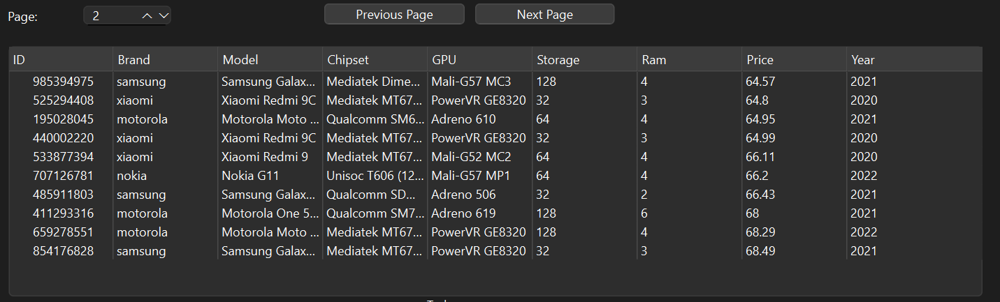 Page: 2 Previous Page Next Page
ID Brand Model Chipset GPU Storage Ram Price Year
985394975 samsung Samsung Galax... Mediatek Dime... Mali-G57 MC3 128 4 64.57 2021
525294408 xiaomi Xiaomi Redmi 9C Mediatek MT67... PowerVR GE8320 32 3 64.8 2020
195028045 motorola Motorola Moto ... Qualcomm SM6... Adreno 610 64 4 64.95 2021
440002220 xiaomi Xiaomi Redmi 9C Mediatek MT67... PowerVR GE8320 32 3 64.99 2020
533877394 xiaomi Xiaomi Redmi 9 Mediatek MT67... Mali-G52 MC2 64 4 66.11 2020
707126781 nokia Nokia G11 Unisoc T606 (12... Mali-G57 MP1 64 4 66.2 2022
485911803 samsung Samsung Galax... Qualcomm SD... Adreno 506 32 2 66.43 2021
411293316 motorola Motorola One 5... Qualcomm SM7... Adreno 619 128 6 68 2021
659278551 motorola Motorola Moto ... Mediatek MT67... PowerVR GE8320 128 4 68.29 2022
854176828 samsung Samsung Galax... Mediatek MT67... PowerVR GE8320 32 3 68.49 2021